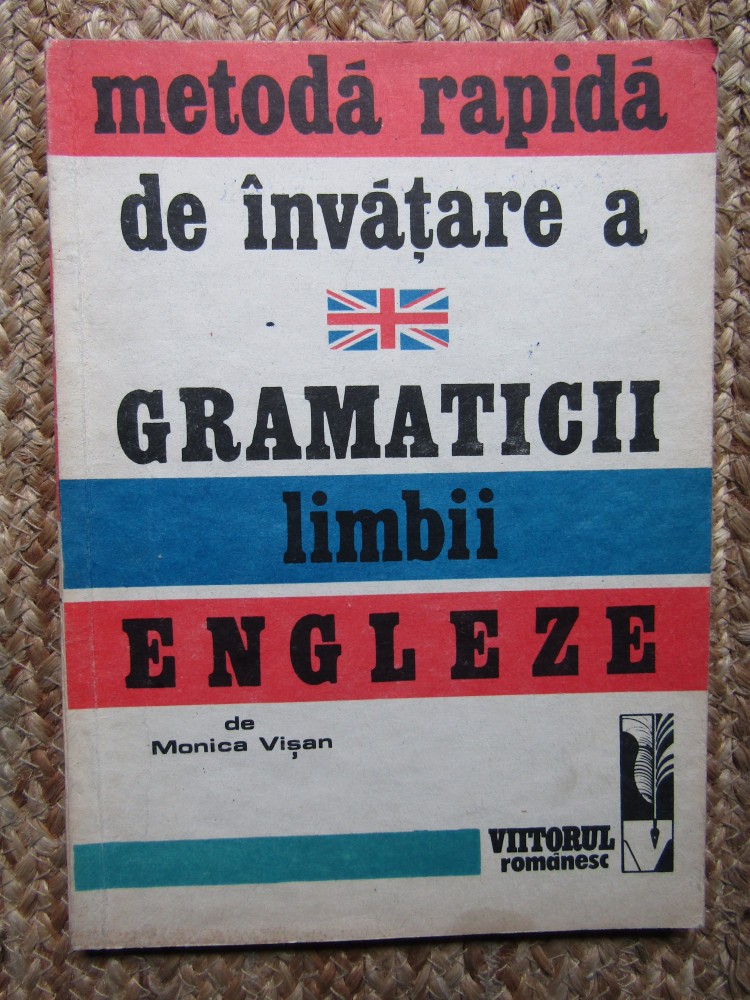 metodă rapidă
de învățare a
GRAMATICII
limbii
ENGLEZE
de
Monica Vișan
VIITORUL
românesc